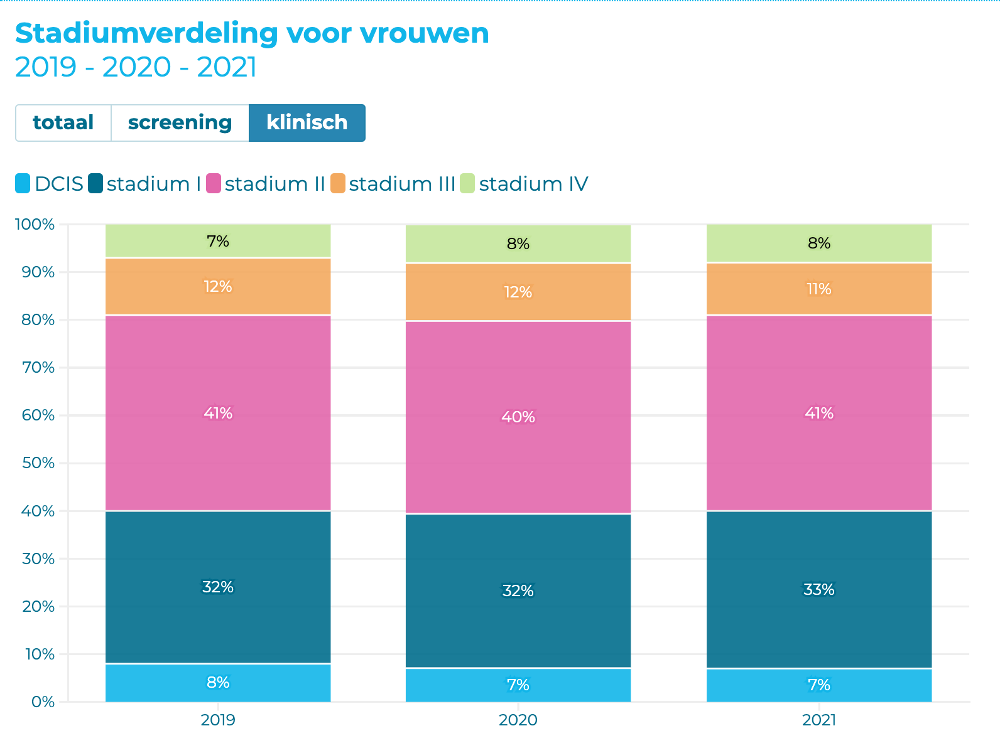 Stadiumverdeling voor vrouwen
2019 - 2020 - 2021
totaal screening klinisch
DCIS stadium I stadium II stadium III stadium IV
100%
90%
80%
70%
60%
50%
40%
30%
20%
10%
0%
7% 8% 8%
12% 12% 11%
41% 40% 41%
32% 32% 33%
8% 7% 7%
2019 2020 2021